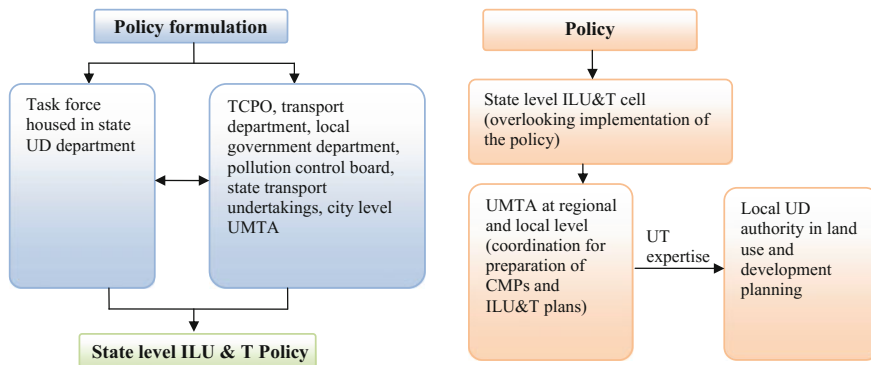 Policy formulation
Task force
housed in state
UD department
TCPO, transport
department, local
government department,
pollution control board,
state transport
undertakings, city level
UMTA
State level ILU & T Policy
Policy
State level ILU&T cell
(overlooking implementation of
the policy)
UMTA at regional
and local level
(coordination for
preparation of
CMPs and
ILU&T plans)
UT
expertise
Local UD
authority in land
use and
development
planning